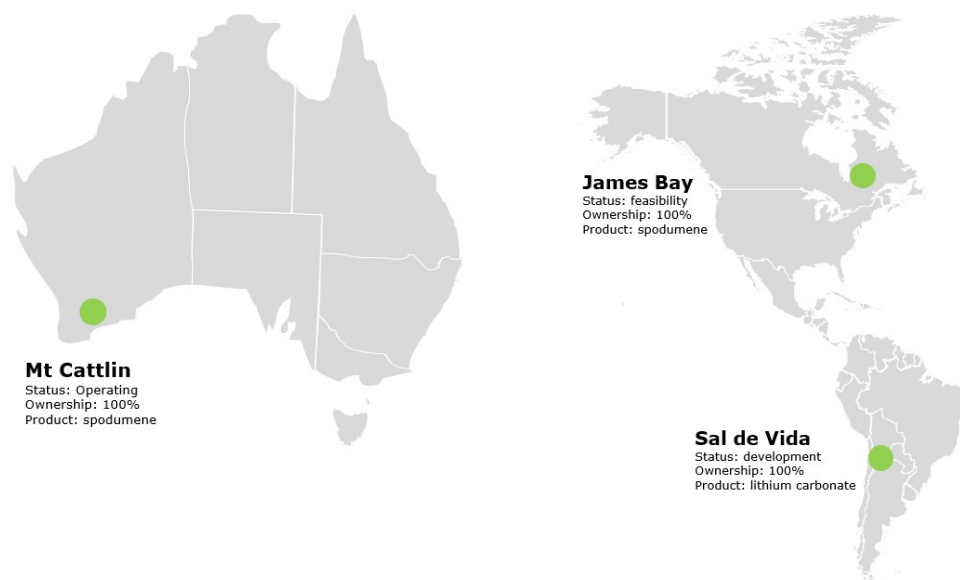 Mt Cattlin
Status: Operating
Ownership: 100%
Product: spodumene
James Bay
Status: feasibility
Ownership: 100%
Product: spodumene
Sal de Vida
Status: development
Ownership: 100%
Product: lithium carbonate